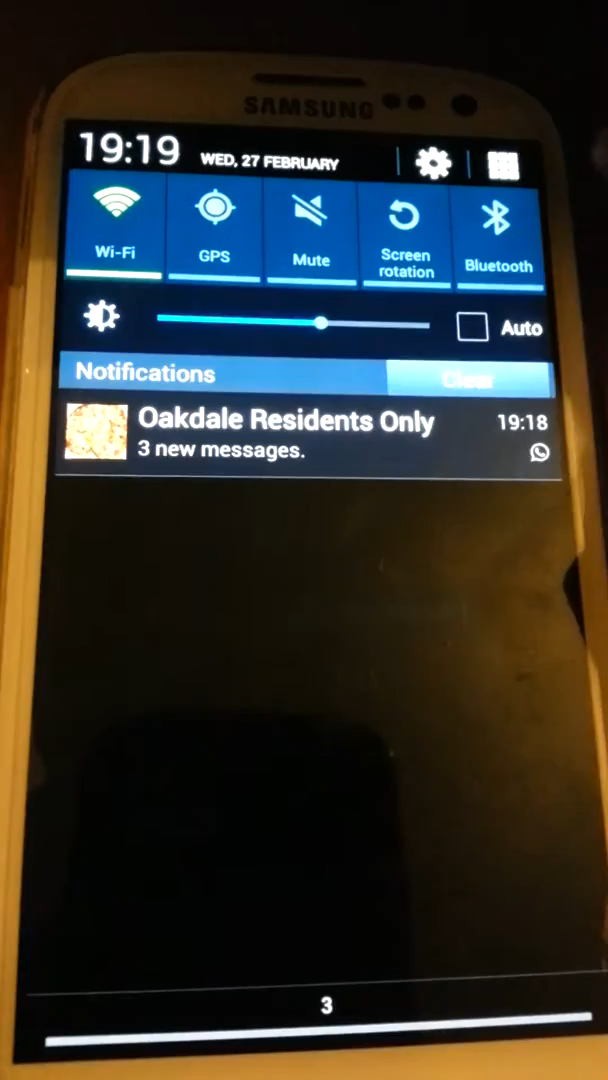 SAMSUNG
19:19 WED, 27 FEBRUARY
Wi-Fi
GPS
Mute
Screen
rotation
Bluetooth
Auto
Notifications
Clear
Oakdale Residents Only 19:18
3 new messages.
3